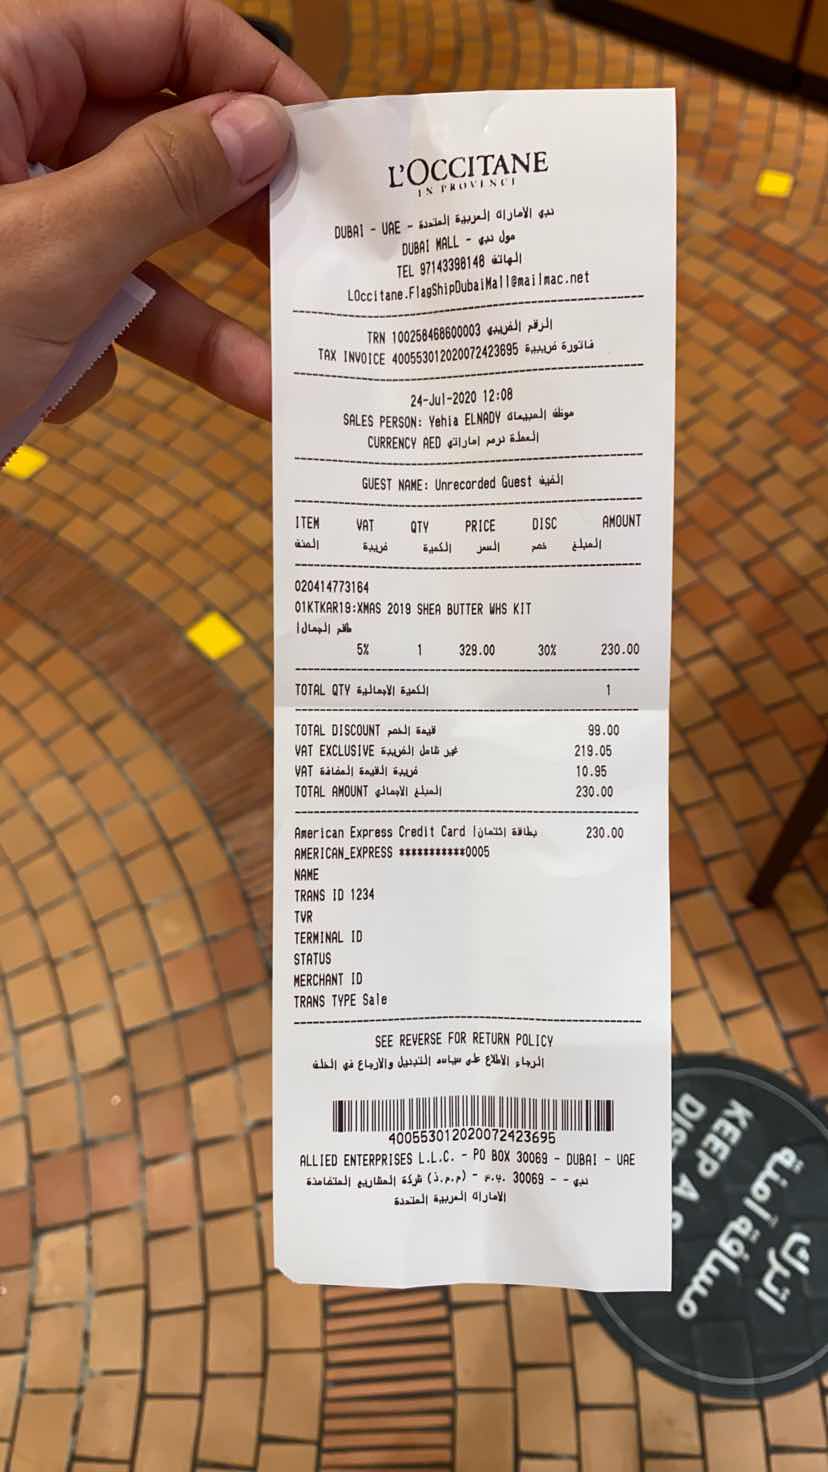 L'OCCITANE
EN PROVENCE
DUBAI - UAE - دبي الامارات العربية المتحدة
DUBAI MALL - مول دبي
TEL 97143398148 الهاتف
LOccitane.FlagShipDubaiMall@mailmac.net
TRN 100258468600003 الرقم الضريبي
TAX INVOICE 400553012020072423695 فاتورة ضريبية
24-Jul-2020 12:08
SALES PERSON: Yehia ELNADY موظف المبيعات
CURRENCY AED العملة درهم اماراتي
GUEST NAME: Unrecorded Guest الضيف
ITEM VAT QTY PRICE DISC AMOUNT
الصنف ضريبة الكمية السعر خصم المبلغ
020414773164
01KTKAR19:XMAS 2019 SHEA BUTTER WHS KIT
طقم الجمال|
5% 1 329.00 30% 230.00
TOTAL QTY الكمية الاجمالية 1
TOTAL DISCOUNT قيمة الخصم 99.00
VAT EXCLUSIVE غير شامل الضريبة 219.05
VAT ضريبة القيمة المضافة 10.95
TOTAL AMOUNT المبلغ الاجمالي 230.00
American Express Credit Card بطاقة إئتمان| 230.00
AMERICAN_EXPRESS ***********0005
NAME
TRANS ID 1234
TVR
TERMINAL ID
STATUS
MERCHANT ID
TRANS TYPE Sale
SEE REVERSE FOR RETURN POLICY
الرجاء الاطلاع على سياسه التبديل والارجاع في الخلف
400553012020072423695
ALLIED ENTERPRISES L.L.C. - PO BOX 30069 - DUBAI - UAE
شركة المشاريع المتضامنة (ذ.م.م) - ص.ب. 30069 - - دبي
الامارات العربية المتحدة
اترك
مسافة آمنة
KEEP A